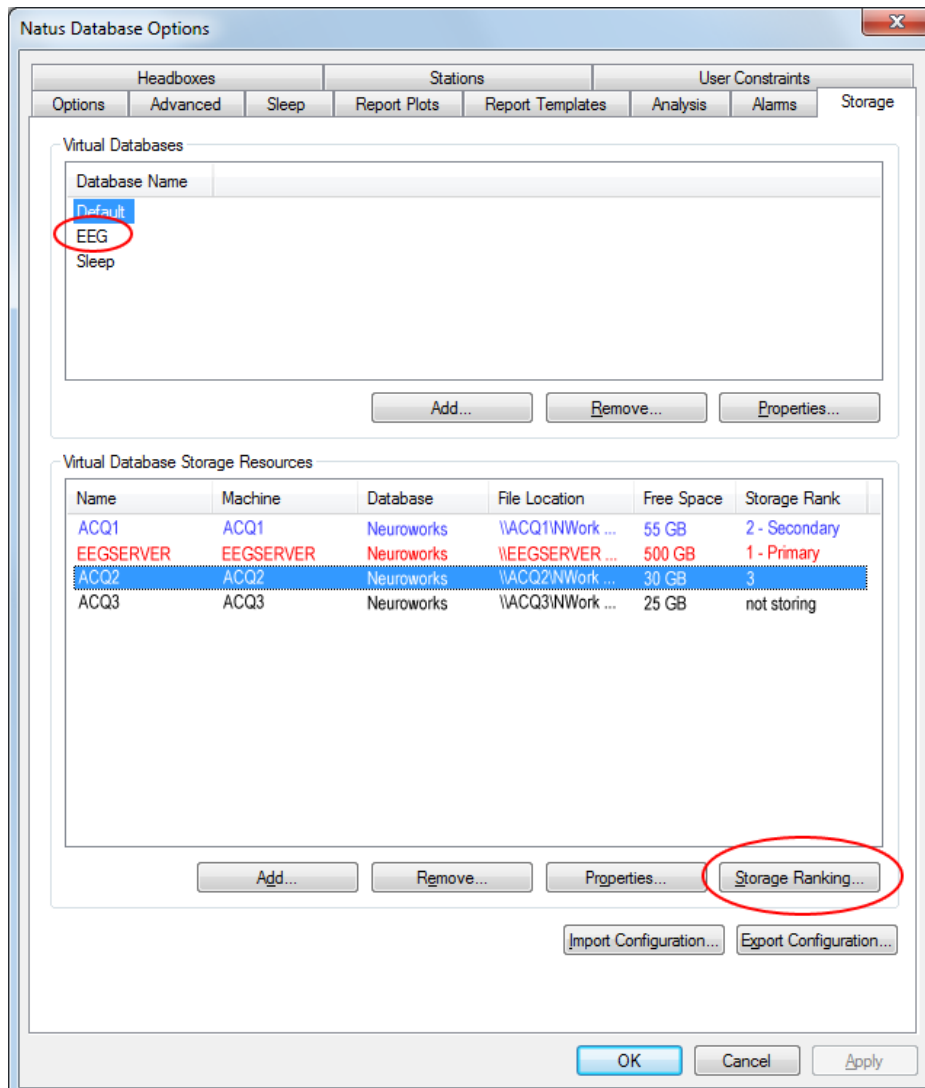 Natus Database Options
Headboxes Stations User Constraints
Options Advanced Sleep Report Plots Report Templates Analysis Alarms Storage
Virtual Databases
Database Name
Default
EEG
Sleep
Add... Remove... Properties...
Virtual Database Storage Resources
Name Machine Database File Location Free Space Storage Rank
ACQ1 ACQ1 Neuroworks \\ACQ1\NWork ... 55 GB 2 - Secondary
EEGSERVER EEGSERVER Neuroworks \\EEGSERVER ... 500 GB 1 - Primary
ACQ2 ACQ2 Neuroworks \\ACQ2\NWork ... 30 GB 3
ACQ3 ACQ3 Neuroworks \\ACQ3\NWork ... 25 GB not storing
Add... Remove... Properties... Storage Ranking...
Import Configuration... Export Configuration...
OK Cancel Apply